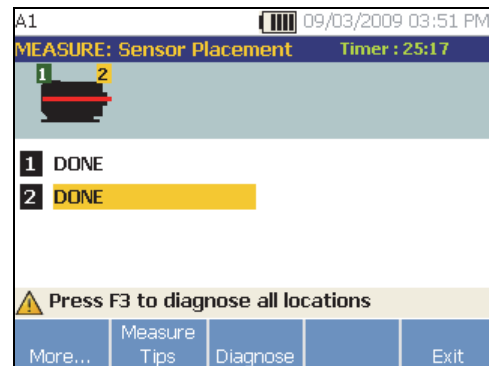 A1 09/03/2009 03:51 PM
MEASURE: Sensor Placement Timer : 25:17
1 2
1 DONE
2 DONE
Press F3 to diagnose all locations
More... Measure Tips Diagnose Exit